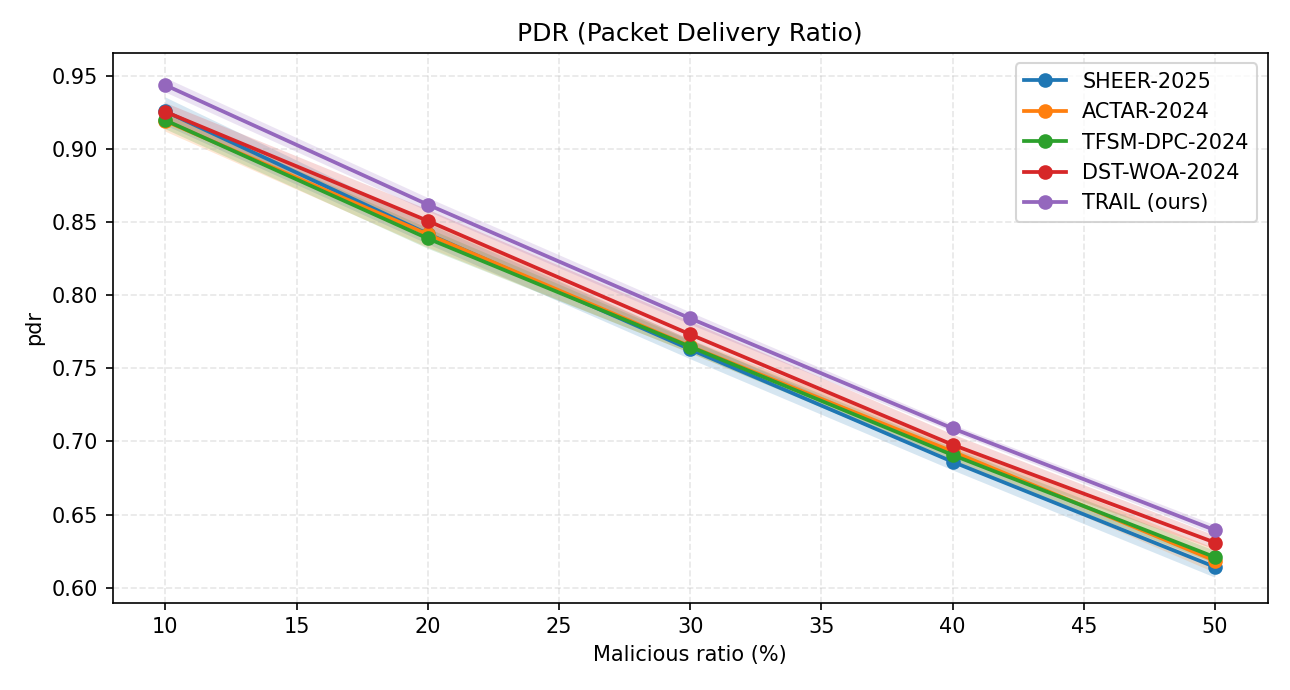 PDR (Packet Delivery Ratio)
SHEER-2025
ACTAR-2024
TFSM-DPC-2024
DST-WOA-2024
TRAIL (ours)
0.95
0.90
0.85
0.80
0.75
0.70
0.65
0.60
pdr
10 15 20 25 30 35 40 45 50
Malicious ratio (%)